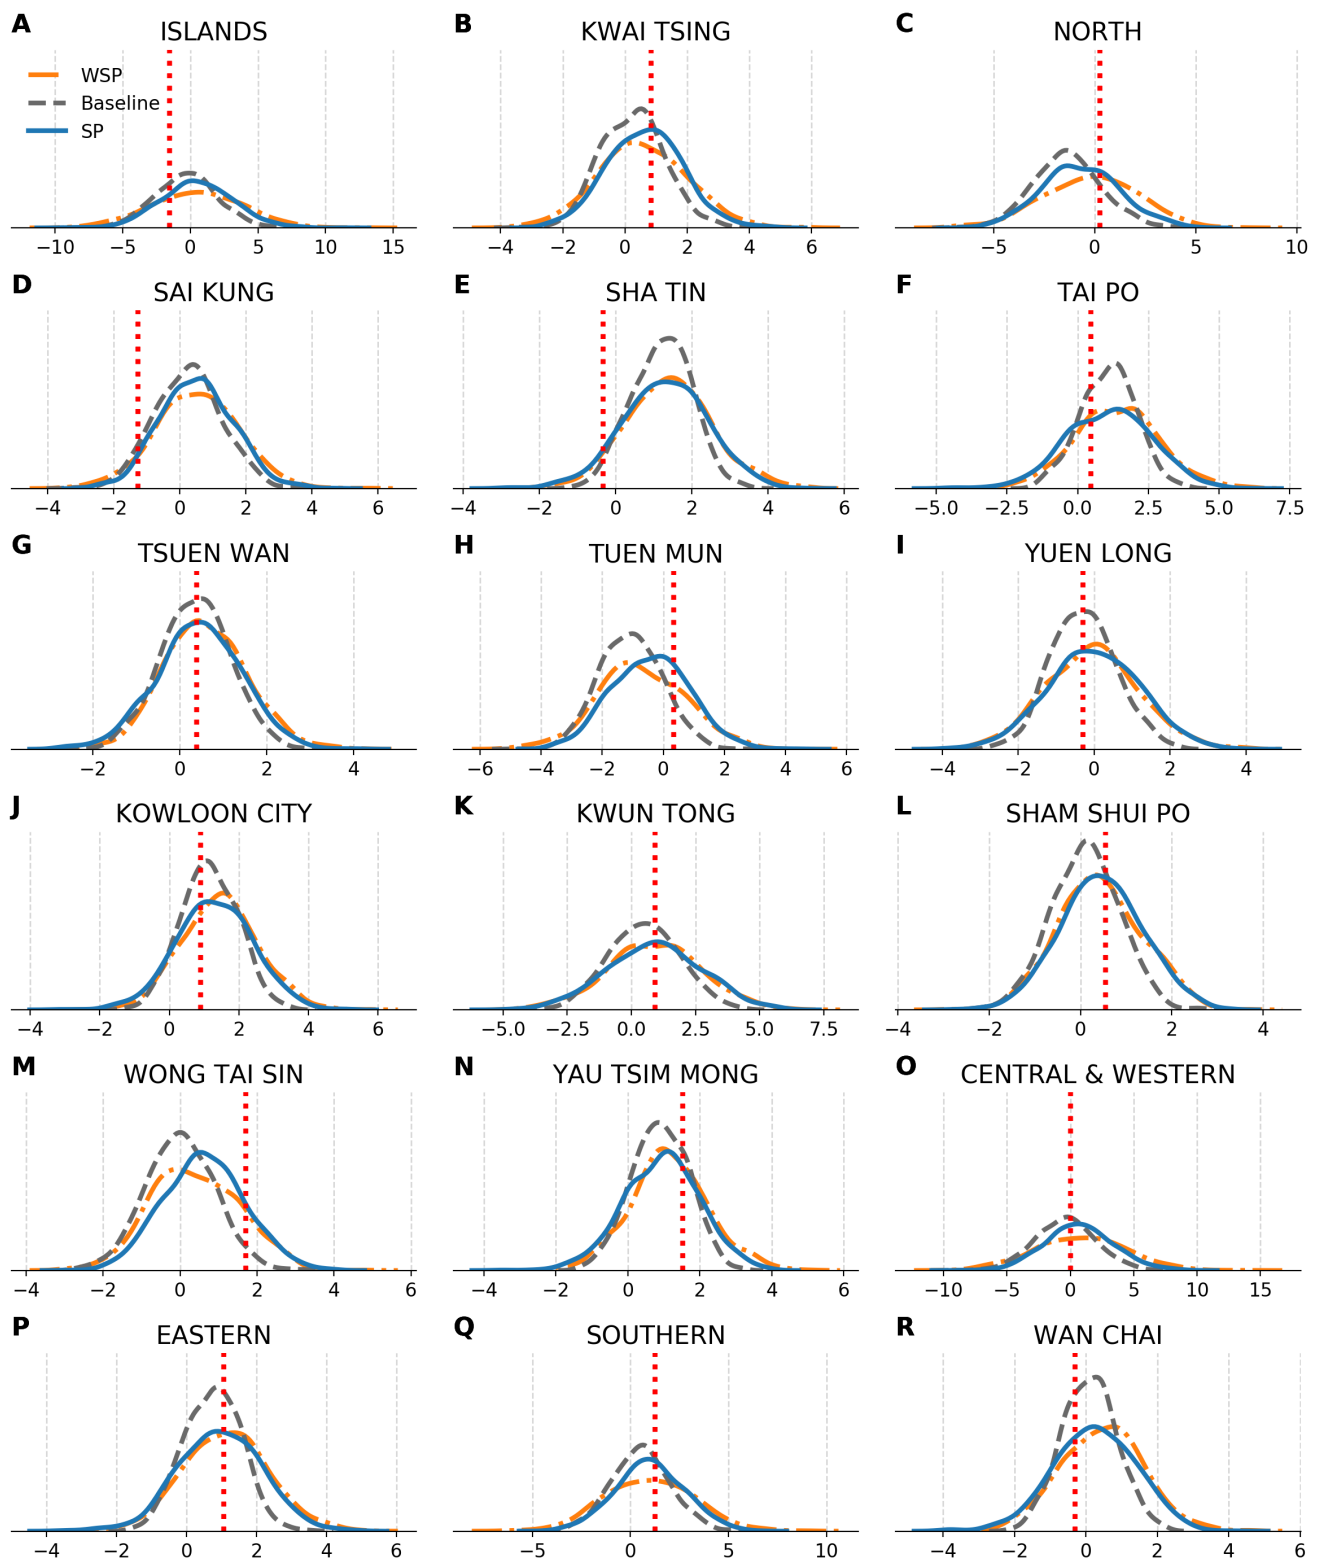 A ISLANDS
B KWAI TSING
C NORTH
WSP
Baseline
SP
−10 −5 0 5 10 15
−4 −2 0 2 4 6
−5 0 5 10
D SAI KUNG
E SHA TIN
F TAI PO
−4 −2 0 2 4 6
−4 −2 0 2 4 6
−5.0 −2.5 0.0 2.5 5.0 7.5
G TSUEN WAN
H TUEN MUN
I YUEN LONG
−2 0 2 4
−6 −4 −2 0 2 4 6
−4 −2 0 2 4
J KOWLOON CITY
K KWUN TONG
L SHAM SHUI PO
−4 −2 0 2 4 6
−5.0 −2.5 0.0 2.5 5.0 7.5
−4 −2 0 2 4
M WONG TAI SIN
N YAU TSIM MONG
O CENTRAL & WESTERN
−4 −2 0 2 4 6
−4 −2 0 2 4 6
−10 −5 0 5 10 15
P EASTERN
Q SOUTHERN
R WAN CHAI
−4 −2 0 2 4 6
−5 0 5 10
−4 −2 0 2 4 6